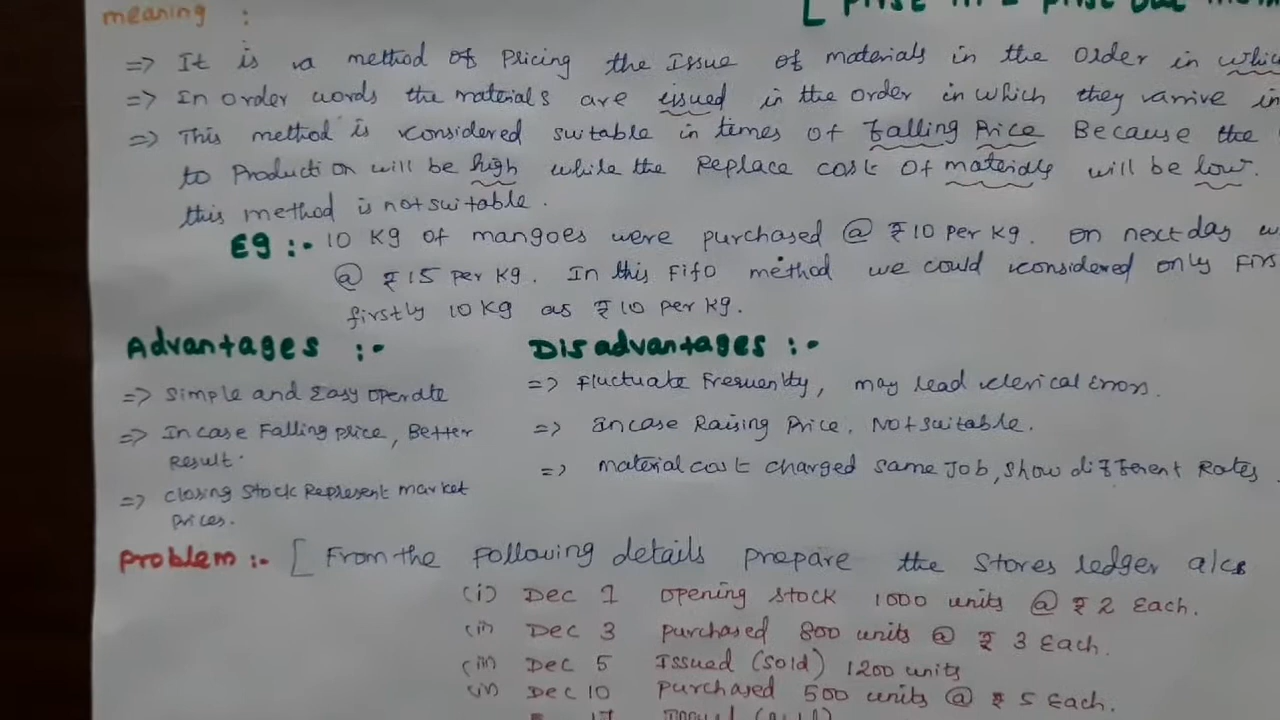 meaning :
[ First in - First out
=> It is a method of Pricing the Issue of materials in the Order in which
=> In order words the materials are issued in the order in which they arrive in
=> This method is considered suitable in times of falling Price Because the
to Production will be high while the Replace cost Of materials will be low.
this method is not suitable.
Eg :- 10 Kg of mangoes were purchased @ ₹10 Per Kg. on next day
@ ₹15 Per Kg. In this Fifo method we could considered only
firstly 10 Kg as ₹10 Per Kg.
Advantages :-
=> Simple and Easy operate
=> In case Falling price, Better
Result.
=> Closing Stock Represent market
Prices.
Disadvantages :-
=> Fluctuate Frequently, may lead clerical Errors.
=> Incase Raising Price. Not suitable.
=> material cost charged same Job, Show different Rates.
Problem :- [ From the following details prepare the Stores ledger a/cs
(i) Dec 1 opening stock 1000 units @ ₹ 2 Each.
(ii) Dec 3 purchased 800 units @ ₹ 3 Each.
(iii) Dec 5 Issued (sold) 1200 units
(iv) Dec 10 Purchased 500 units @ ₹ 5 Each.